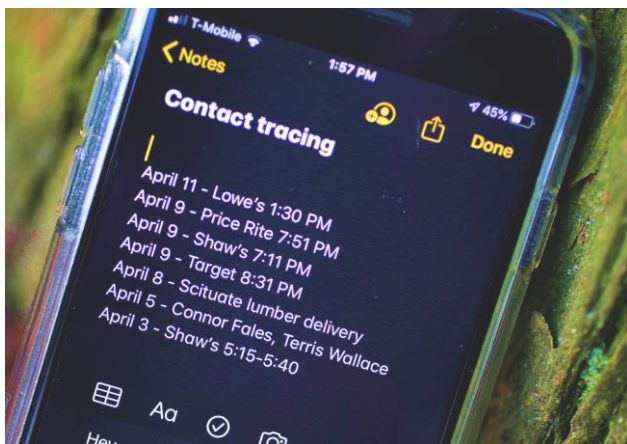 T-Mobile
1:57 PM
45%
Notes
Done
Contact tracing
April 11 - Lowe's 1:30 PM
April 9 - Price Rite 7:51 PM
April 9 - Shaw's 7:11 PM
April 9 - Target 8:31 PM
April 8 - Scituate lumber delivery
April 5 - Connor Fales, Terris Wallace
April 3 - Shaw's 5:15-5:40
Aa
Hey